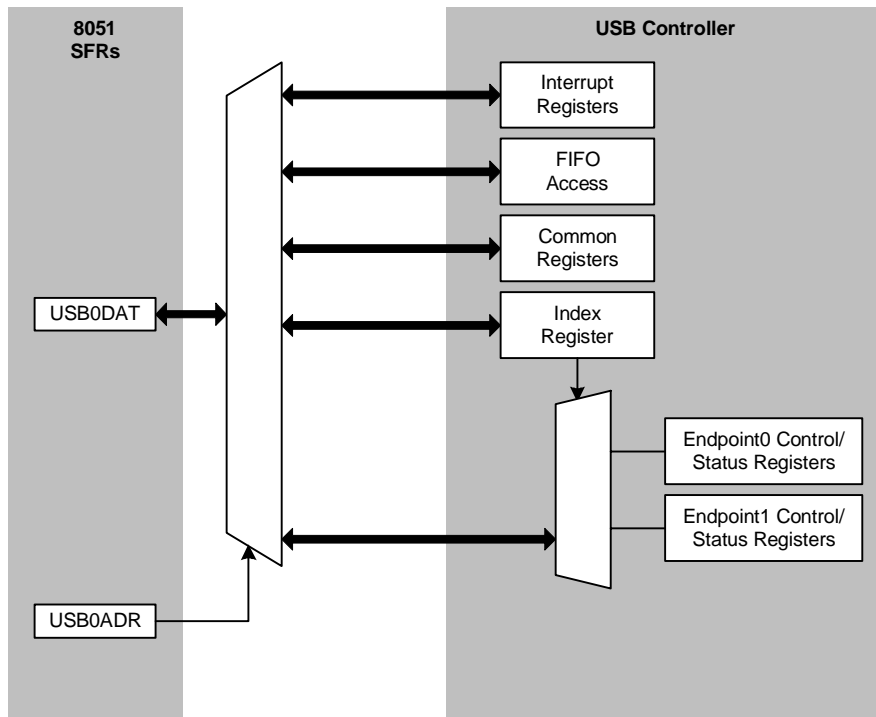 8051
SFRs
USB Controller
Interrupt
Registers
FIFO
Access
Common
Registers
USB0DAT
Index
Register
Endpoint0 Control/
Status Registers
Endpoint1 Control/
Status Registers
USB0ADR